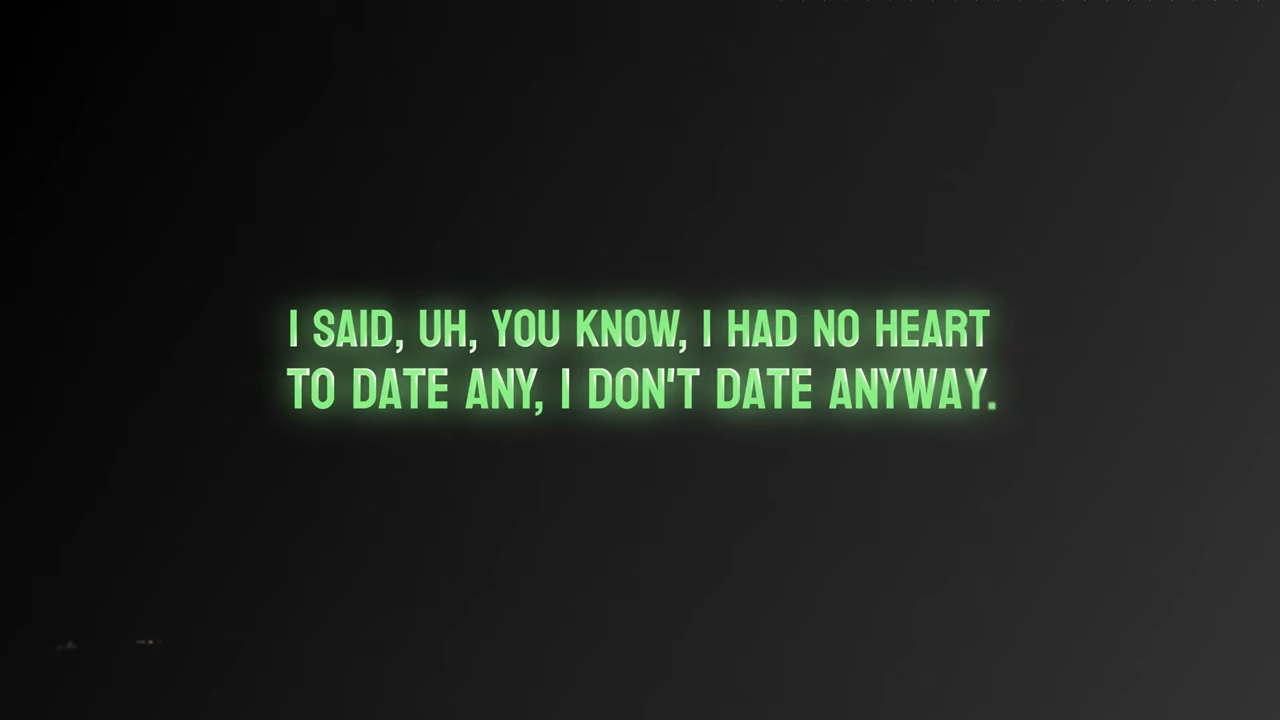 I SAID, UH, YOU KNOW, I HAD NO HEART
TO DATE ANY, I DON'T DATE ANYWAY.